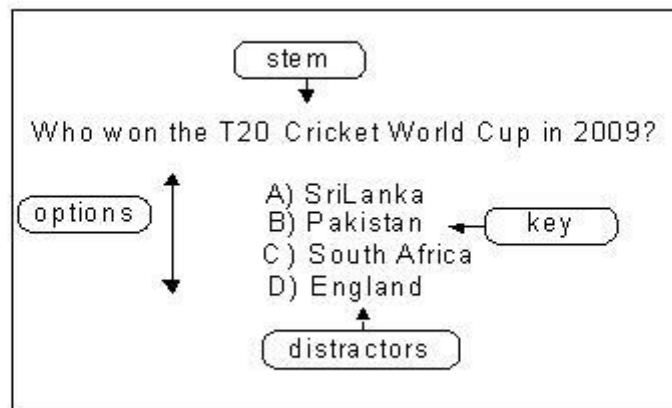 stem
Who won the T20 Cricket World Cup in 2009?
options
A) SriLanka
B) Pakistan
key
C) South Africa
D) England
distractors